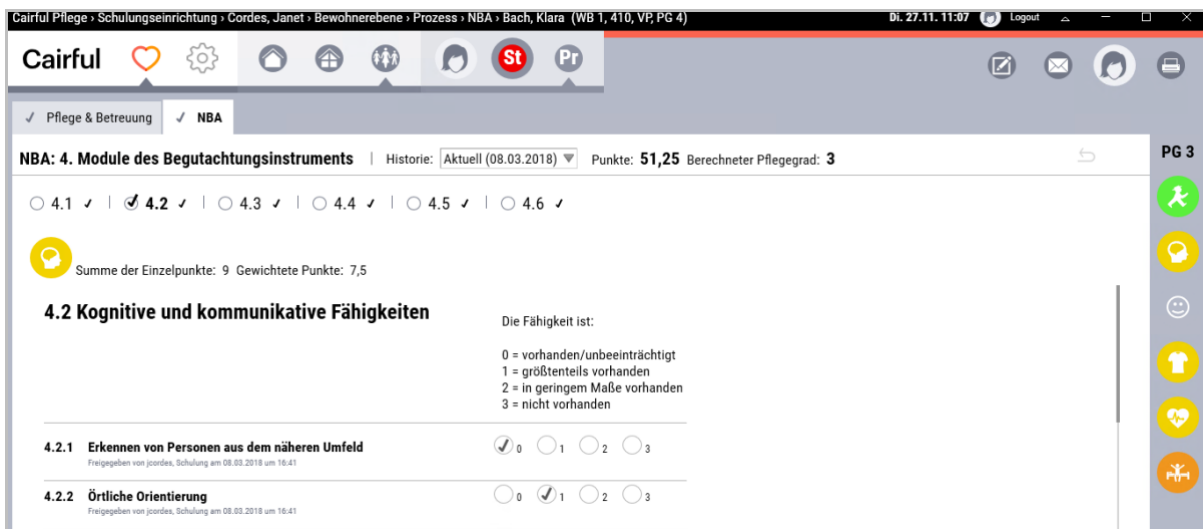 Cairful Pflege › Schulungseinrichtung › Cordes, Janet › Bewohnerebene › Prozess › NBA › Bach, Klara (WB 1, 410, VP, PG 4) Di. 27.11. 11:07 Logout
Cairful St Pr
Pflege & Betreuung NBA
NBA: 4. Module des Begutachtungsinstruments | Historie: Aktuell (08.03.2018) Punkte: 51,25 Berechneter Pflegegrad: 3 PG 3
4.1 | 4.2 | 4.3 | 4.4 | 4.5 | 4.6
Summe der Einzelpunkte: 9 Gewichtete Punkte: 7,5
4.2 Kognitive und kommunikative Fähigkeiten
Die Fähigkeit ist:
0 = vorhanden/unbeeinträchtigt
1 = größtenteils vorhanden
2 = in geringem Maße vorhanden
3 = nicht vorhanden
4.2.1 Erkennen von Personen aus dem näheren Umfeld 0 1 2 3
Freigegeben von jcordes, Schulung am 08.03.2018 um 16:41
4.2.2 Örtliche Orientierung 0 1 2 3
Freigegeben von jcordes, Schulung am 08.03.2018 um 16:41